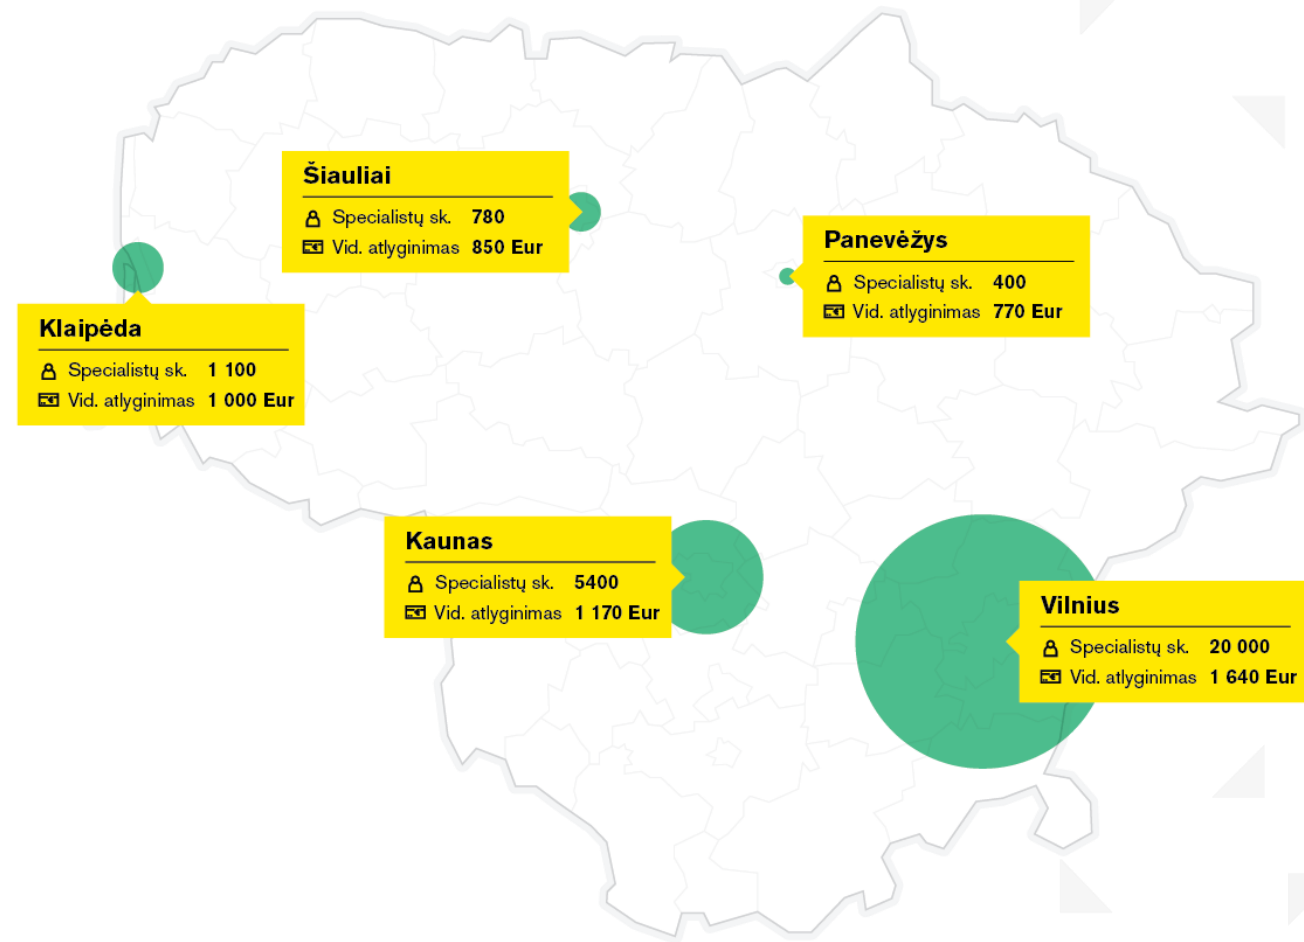 Šiauliai
Specialistų sk. 780
Vid. atlyginimas 850 Eur
Panevėžys
Specialistų sk. 400
Vid. atlyginimas 770 Eur
Klaipėda
Specialistų sk. 1 100
Vid. atlyginimas 1 000 Eur
Kaunas
Specialistų sk. 5400
Vid. atlyginimas 1 170 Eur
Vilnius
Specialistų sk. 20 000
Vid. atlyginimas 1 640 Eur